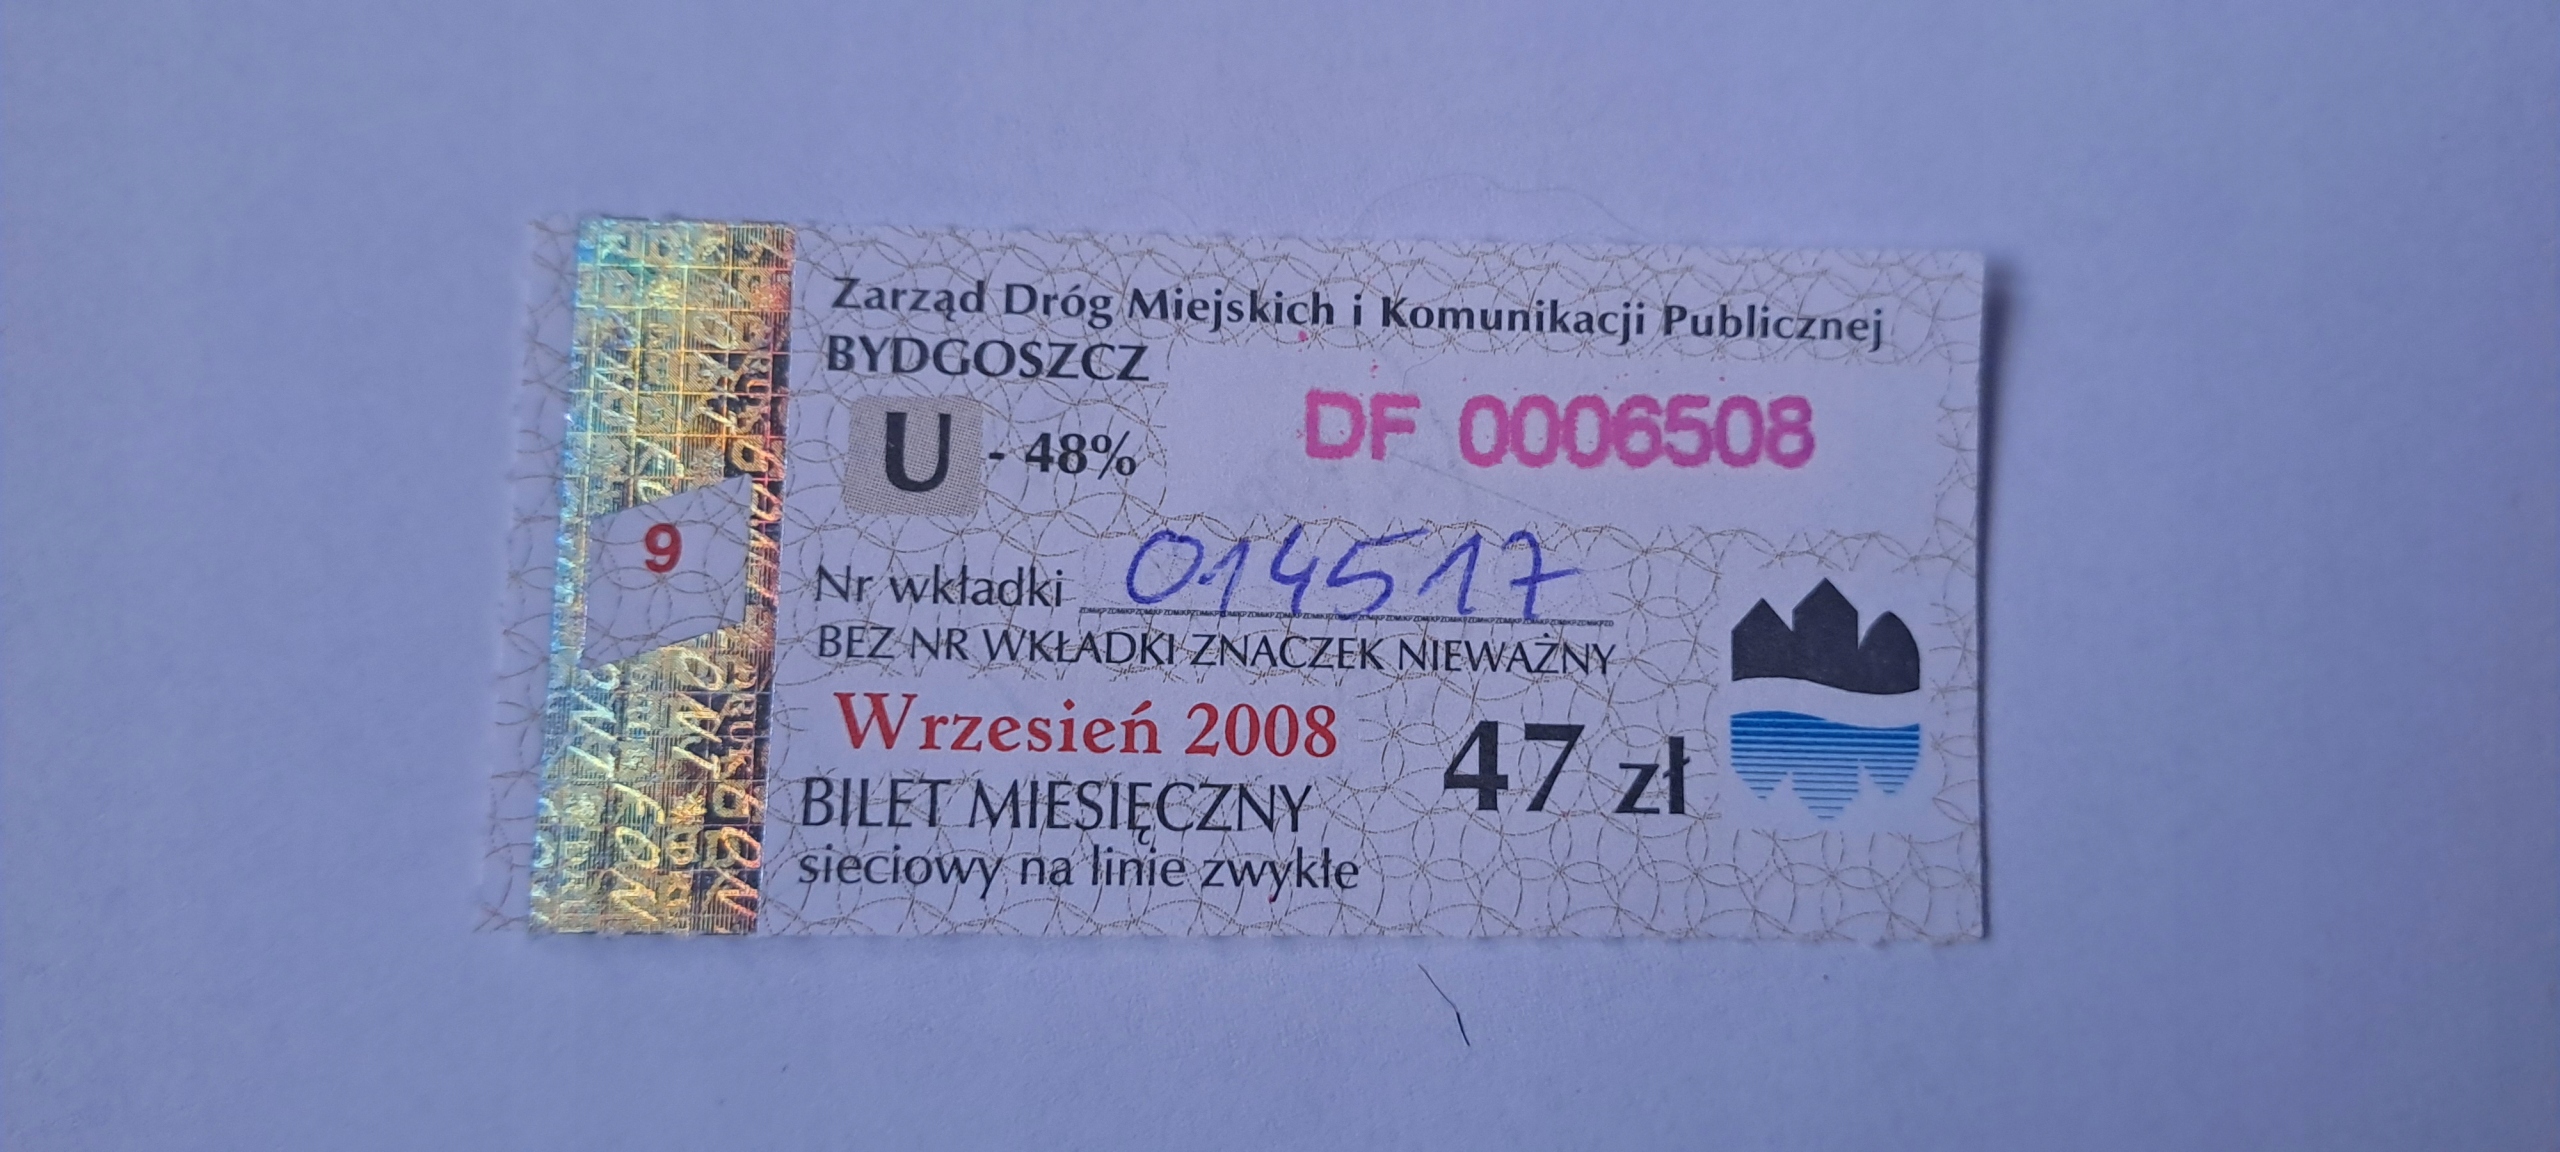 Zarząd Dróg Miejskich i Komunikacji Publicznej
BYDGOSZCZ
U - 48%
DF 0006508
9
Nr wkładki 014517
BEZ NR WKŁADKI ZNACZEK NIEWAŻNY
Wrzesień 2008
47 zł
BILET MIESIĘCZNY
sieciowy na linie zwykłe